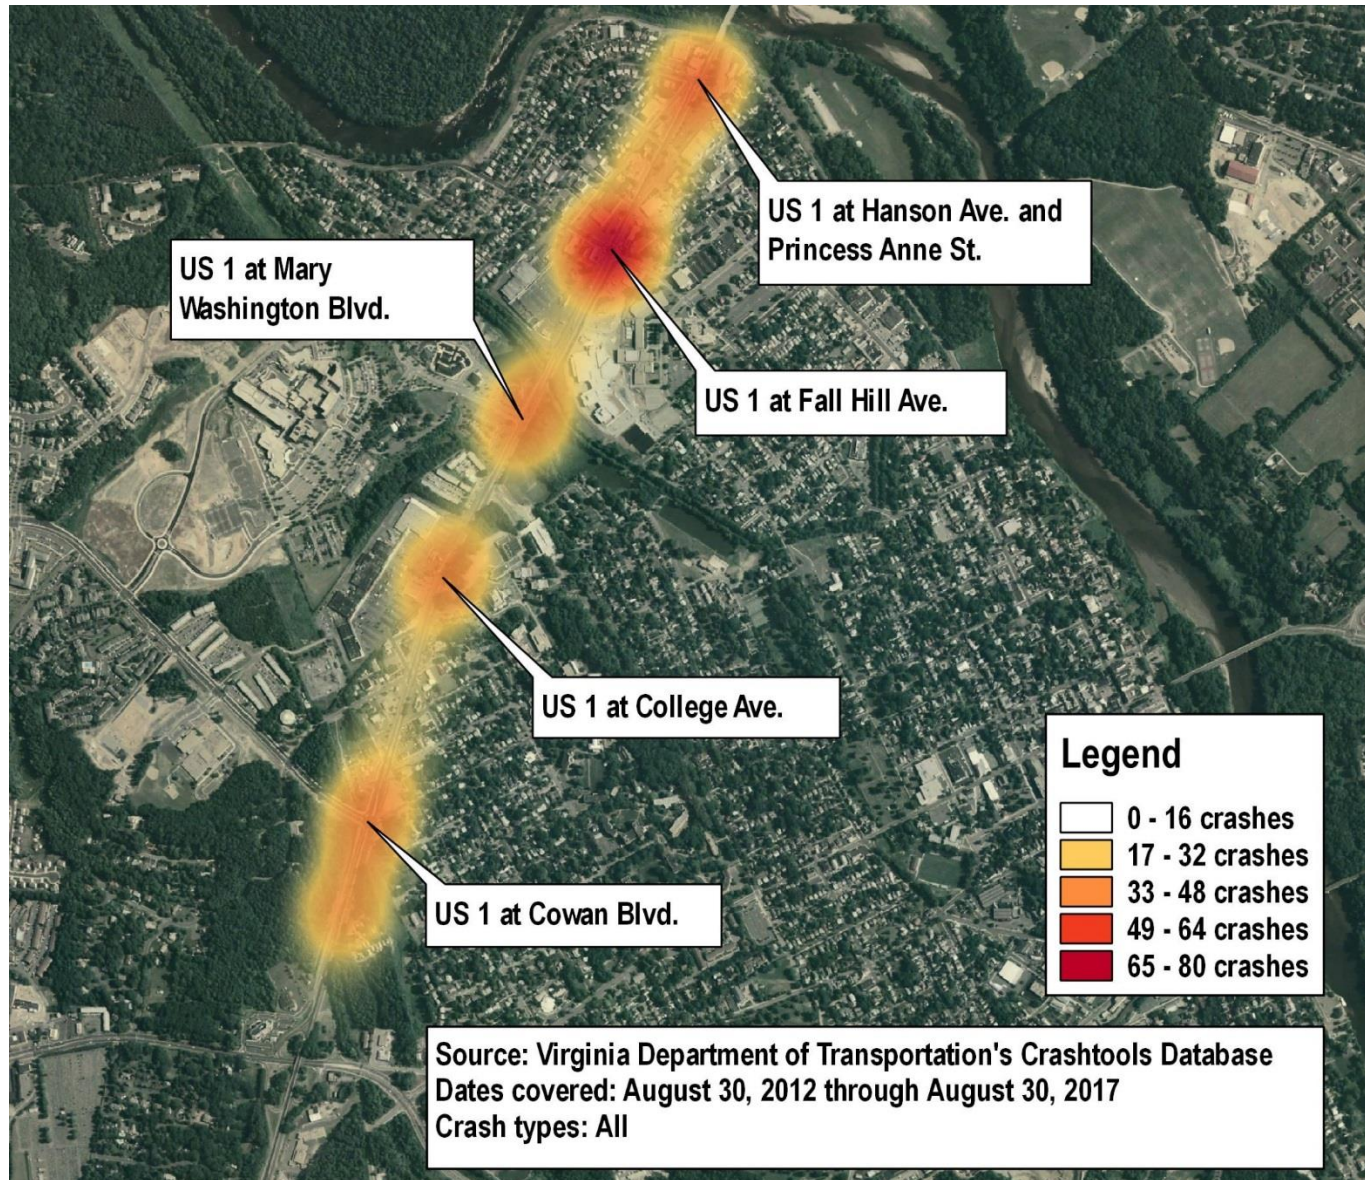 US 1 at Hanson Ave. and
Princess Anne St.
US 1 at Mary
Washington Blvd.
US 1 at Fall Hill Ave.
US 1 at College Ave.
US 1 at Cowan Blvd.
Legend
0 - 16 crashes
17 - 32 crashes
33 - 48 crashes
49 - 64 crashes
65 - 80 crashes
Source: Virginia Department of Transportation's Crashtools Database
Dates covered: August 30, 2012 through August 30, 2017
Crash types: All